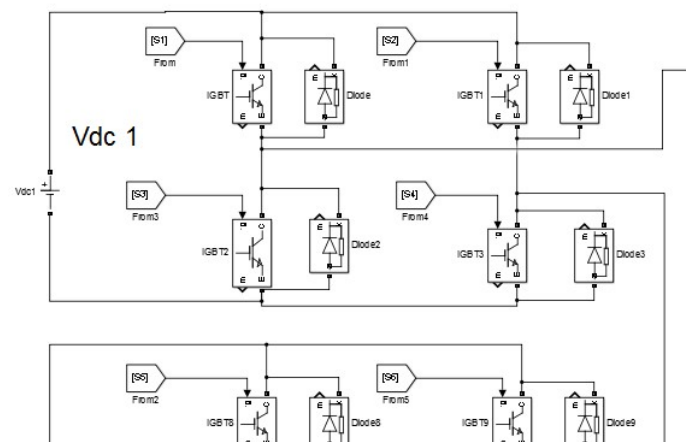 [S1]
From
[S2]
From1
IGBT
Diode
IGBT1
Diode1
Vdc 1
Vdc1
[S3]
From3
[S4]
From4
IGBT2
Diode2
IGBT3
Diode3
[S5]
From2
[S6]
From5
IGBT8
Diode8
IGBT9
Diode9